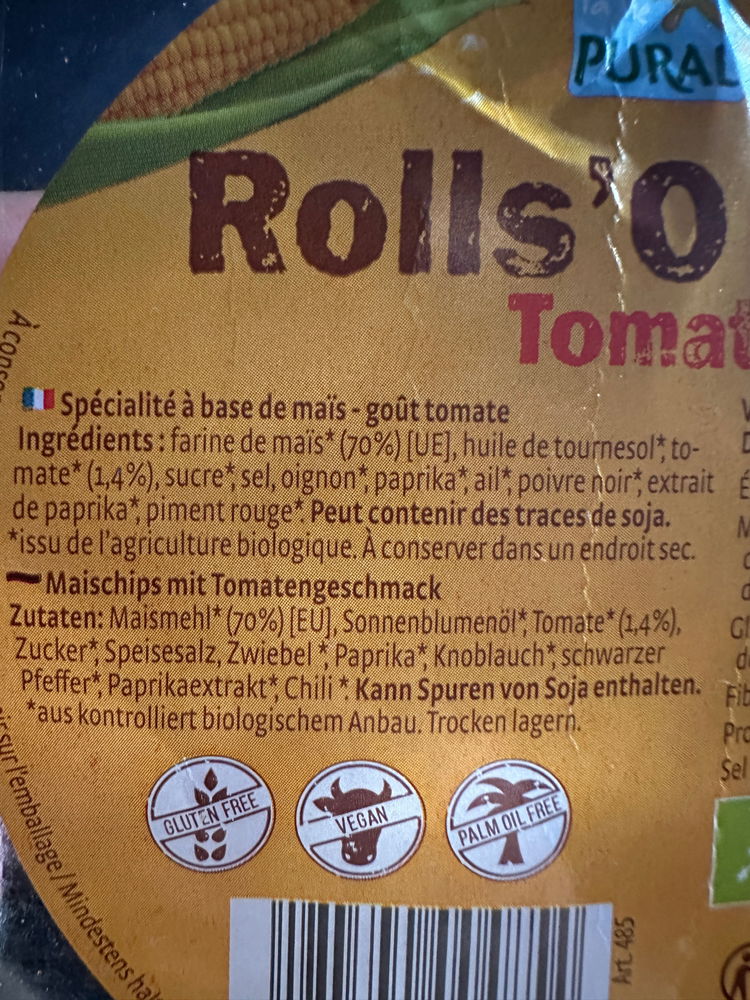 PURAL
Rolls'O
Tomat
Spécialité à base de maïs - goût tomate
Ingrédients : farine de maïs* (70%) [UE], huile de tournesol*, to-
mate* (1,4%), sucre*, sel, oignon*, paprika*, ail*, poivre noir*, extrait
de paprika*, piment rouge*. Peut contenir des traces de soja.
*issu de l'agriculture biologique. À conserver dans un endroit sec.
Maischips mit Tomatengeschmack
Zutaten: Maismehl* (70%) [EU], Sonnenblumenöl*, Tomate* (1,4%),
Zucker*, Speisesalz, Zwiebel *, Paprika*, Knoblauch*, schwarzer
Pfeffer*, Paprikaextrakt*, Chili *. Kann Spuren von Soja enthalten.
*aus kontrolliert biologischem Anbau. Trocken lagern.
GLUTEN FREE
VEGAN
PALM OIL FREE
Art. 485
À cons
sur l'emballage / Mindestens hal
Sel